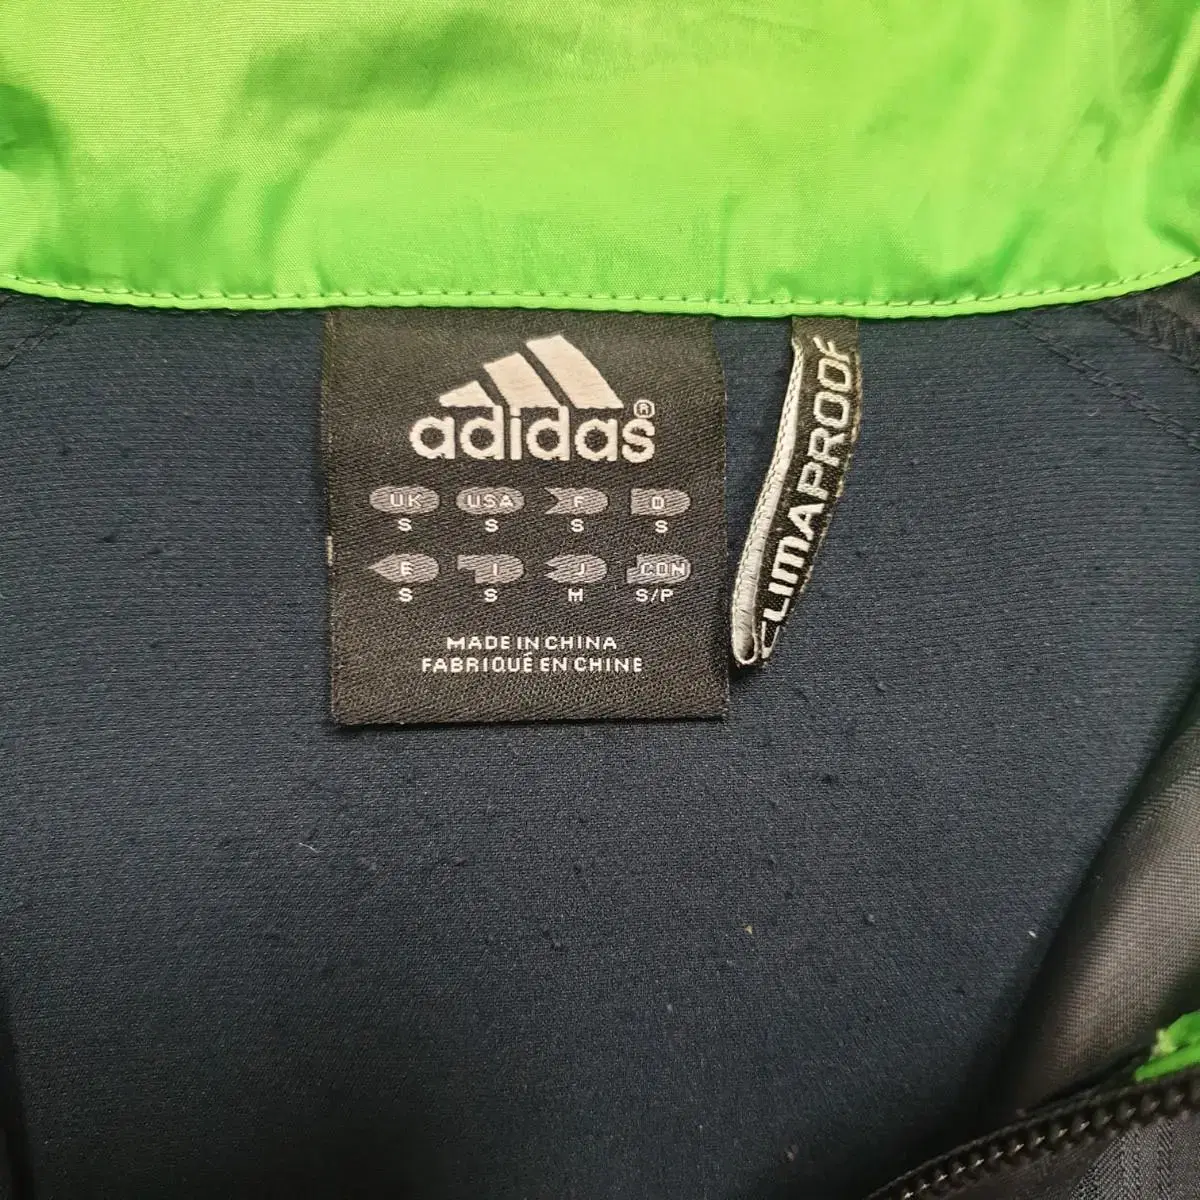 adidas®
UK USA F D
S S S S
E I J CON
S S M S/P
MADE IN CHINA
FABRIQUÉ EN CHINE
CLIMAPROOF